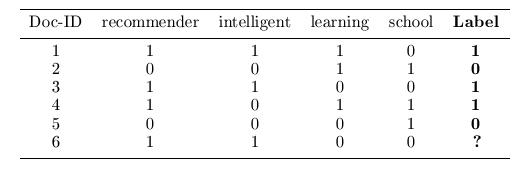 Doc-ID recommender intelligent learning school Label
1 1 1 1 0 1
2 0 0 1 1 0
3 1 1 0 0 1
4 1 0 1 1 1
5 0 0 0 1 0
6 1 1 0 0 ?